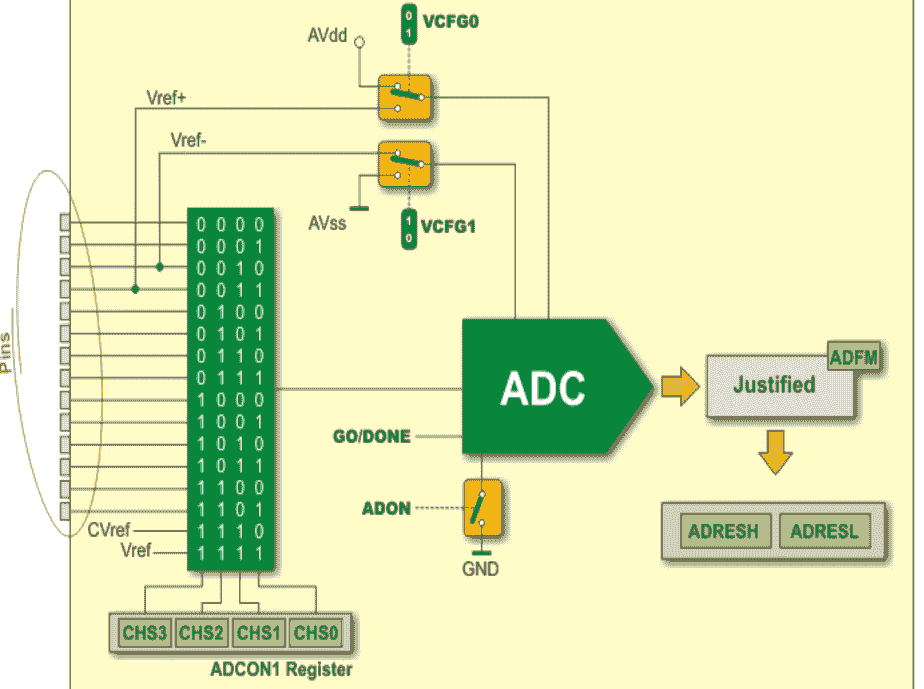 AVdd
0
1
VCFG0
Vref+
Vref-
AVss
1
0
VCFG1
Pins
0 0 0 0
0 0 0 1
0 0 1 0
0 0 1 1
0 1 0 0
0 1 0 1
0 1 1 0
0 1 1 1
1 0 0 0
1 0 0 1
1 0 1 0
1 0 1 1
1 1 0 0
1 1 0 1
1 1 1 0
1 1 1 1
CVref
Vref
ADC
GO/DONE
ADON
GND
ADFM
Justified
ADRESH ADRESL
CHS3 CHS2 CHS1 CHS0
ADCON1 Register